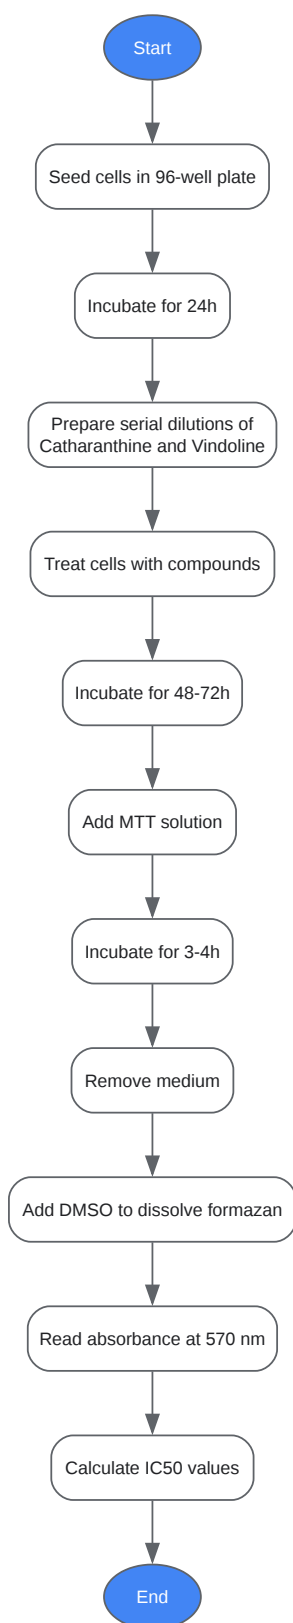 Start
Seed cells in 96-well plate
Incubate for 24h
Prepare serial dilutions of
Catharanthine and Vindoline
Treat cells with compounds
Incubate for 48-72h
Add MTT solution
Incubate for 3-4h
Remove medium
Add DMSO to dissolve formazan
Read absorbance at 570 nm
Calculate IC50 values
End